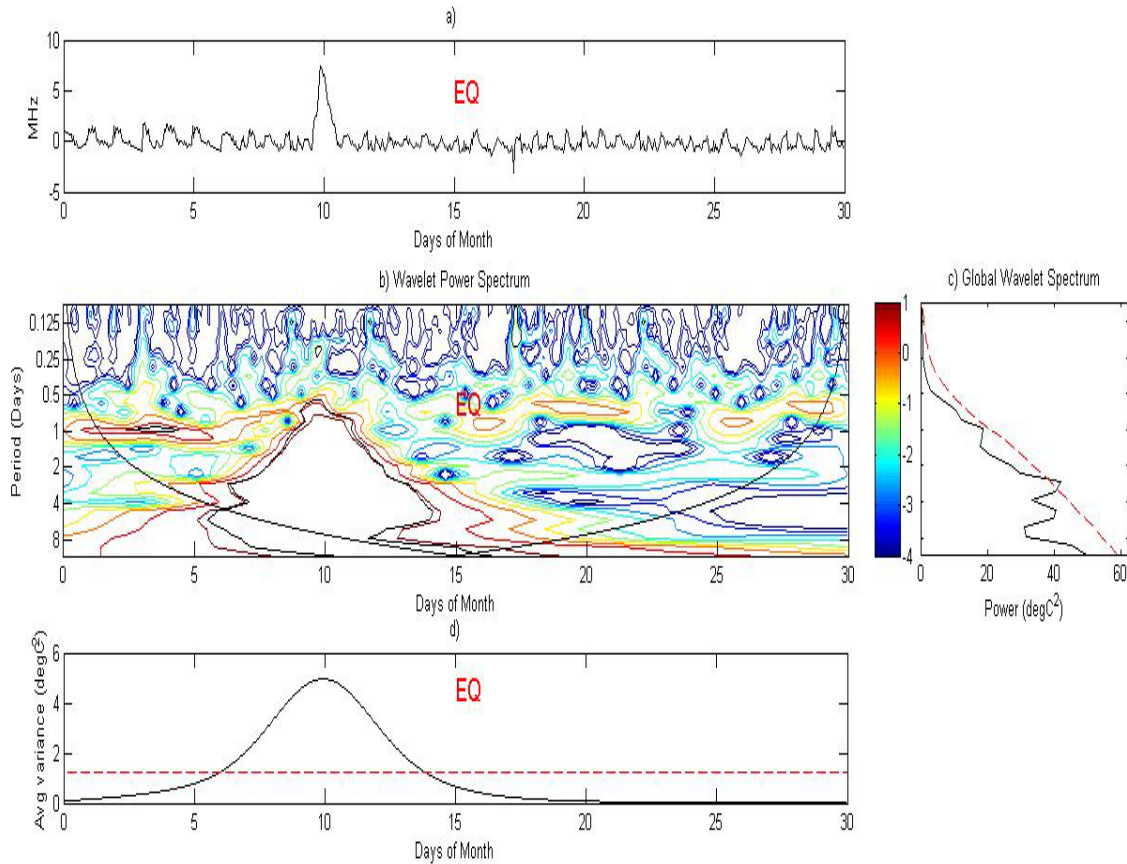 a)
10
5
0
-5
MHz
EQ
0 5 10 15 20 25 30
Days of Month
b) Wavelet Power Spectrum
0.125
0.25
0.5
1
2
4
8
Period (Days)
EQ
0 5 10 15 20 25 30
Days of Month
1
0
-1
-2
-3
-4
c) Global Wavelet Spectrum
0 20 40 60
Power (degC²)
d)
6
4
2
0
Avg variance (degC²)
EQ
0 5 10 15 20 25 30
Days of Month